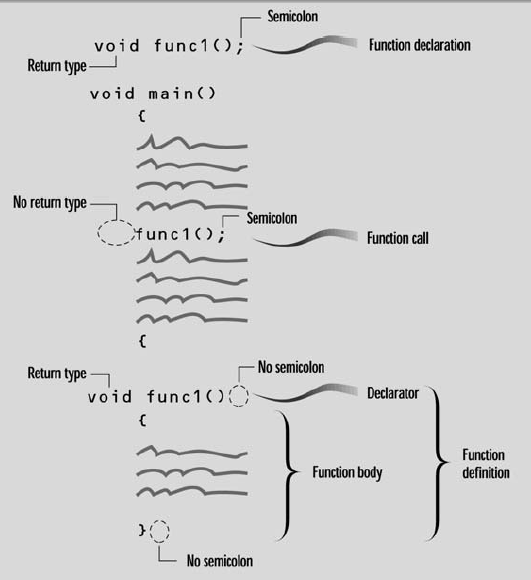 Semicolon
void func1(); Function declaration
Return type
void main()
{
No return type
Semicolon
func1(); Function call
{
No semicolon
Return type
void func1() Declarator
{
Function body
Function
definition
}
No semicolon